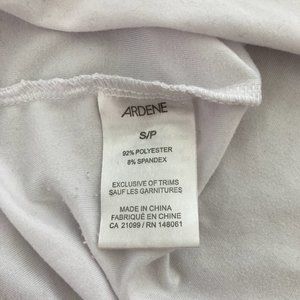 ARDENE
S/P
92% POLYESTER
8% SPANDEX
EXCLUSIVE OF TRIMS
SAUF LES GARNITURES
MADE IN CHINA
FABRIQUÉ EN CHINE
CA 21099 / RN 148061